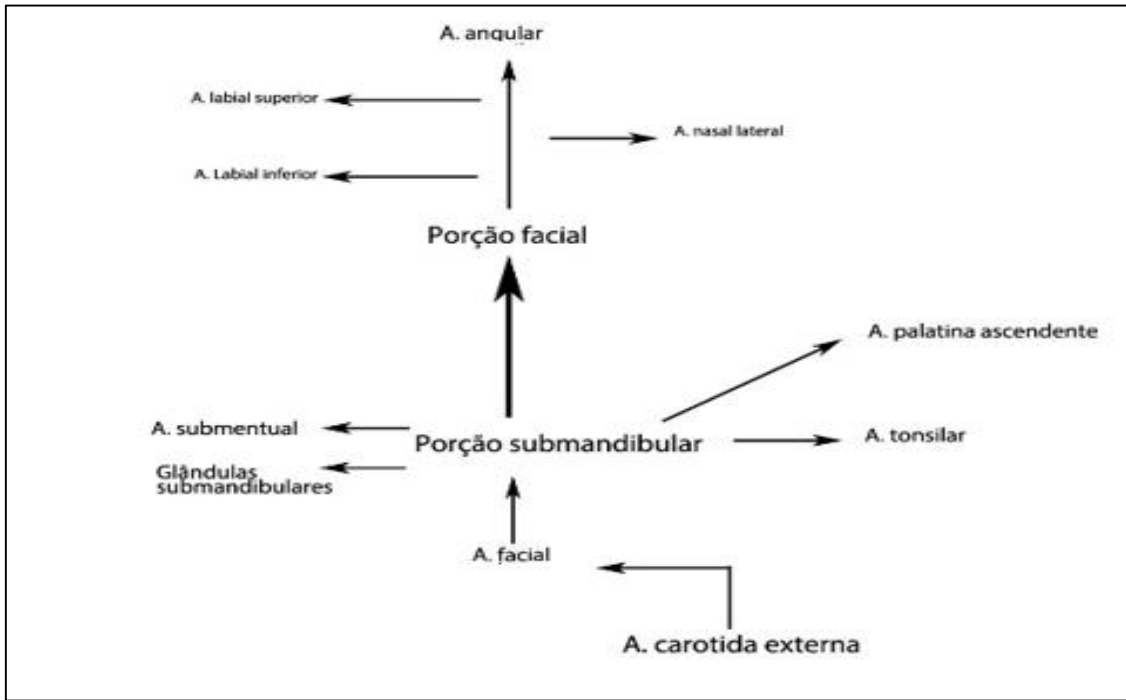 A. angular
A. labial superior
A. nasal lateral
A. Labial inferior
Porção facial
A. palatina ascendente
A. submentual
Porção submandibular
A. tonsilar
Glândulas
submandibulares
A. facial
A. carotida externa